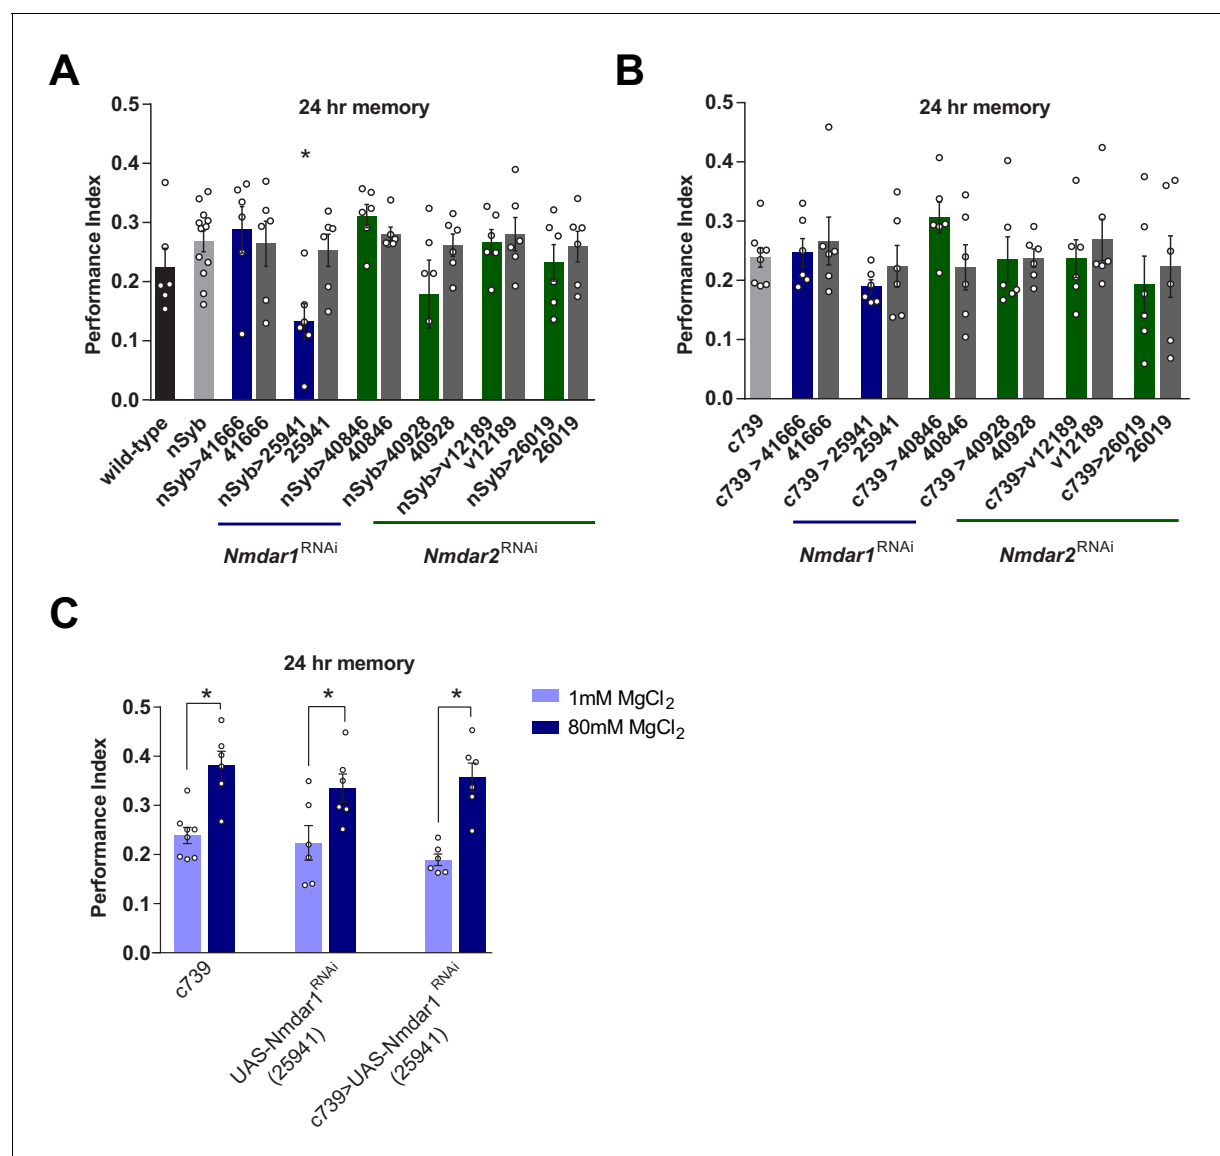 A
24 hr memory
Performance Index
0.5
0.4
0.3
0.2
0.1
0.0
*
wild-type
nSyb
nSyb>41666
41666
nSyb>25941
25941
nSyb>40846
40846
nSyb>40928
40928
nSyb>v12189
v12189
nSyb>26019
26019
Nmdar1RNAi
Nmdar2RNAi
B
24 hr memory
Performance Index
0.5
0.4
0.3
0.2
0.1
0.0
c739
c739 > 41666
41666
c739 > 25941
25941
c739 > 40846
40846
c739 > 40928
40928
c739>v12189
v12189
c739>26019
26019
Nmdar1RNAi
Nmdar2RNAi
C
24 hr memory
Performance Index
0.5
0.4
0.3
0.2
0.1
0.0
*
*
*
1mM MgCl2
80mM MgCl2
c739
UAS-Nmdar1RNAi
(25941)
c739>UAS-Nmdar1RNAi
(25941)